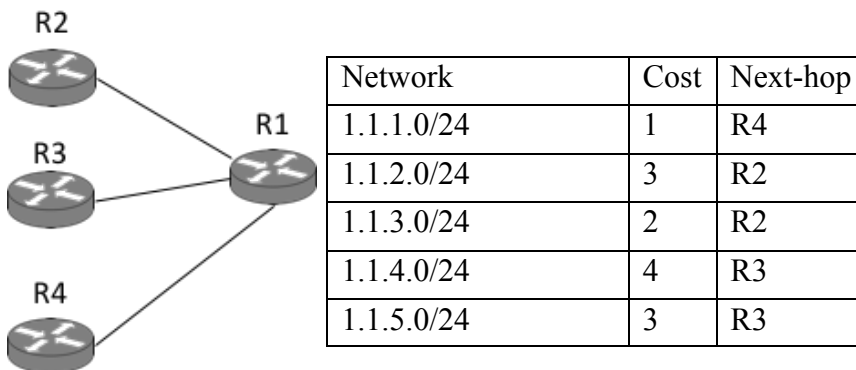 R2
R1
R3
R4
Network Cost Next-hop
1.1.1.0/24 1 R4
1.1.2.0/24 3 R2
1.1.3.0/24 2 R2
1.1.4.0/24 4 R3
1.1.5.0/24 3 R3